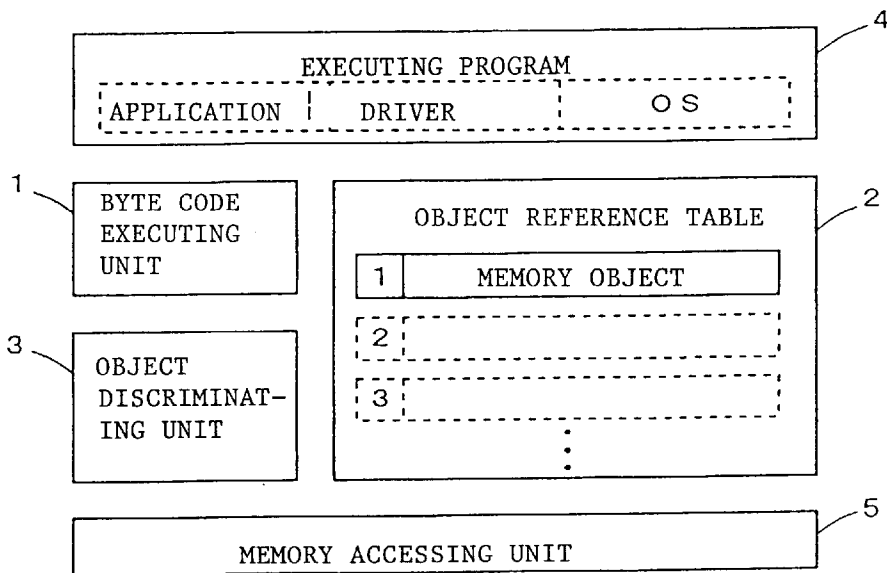 4
EXECUTING PROGRAM
APPLICATION DRIVER OS
1
BYTE CODE
EXECUTING
UNIT
2
OBJECT REFERENCE TABLE
1 MEMORY OBJECT
2
3
3
OBJECT
DISCRIMINAT-
ING UNIT
5
MEMORY ACCESSING UNIT